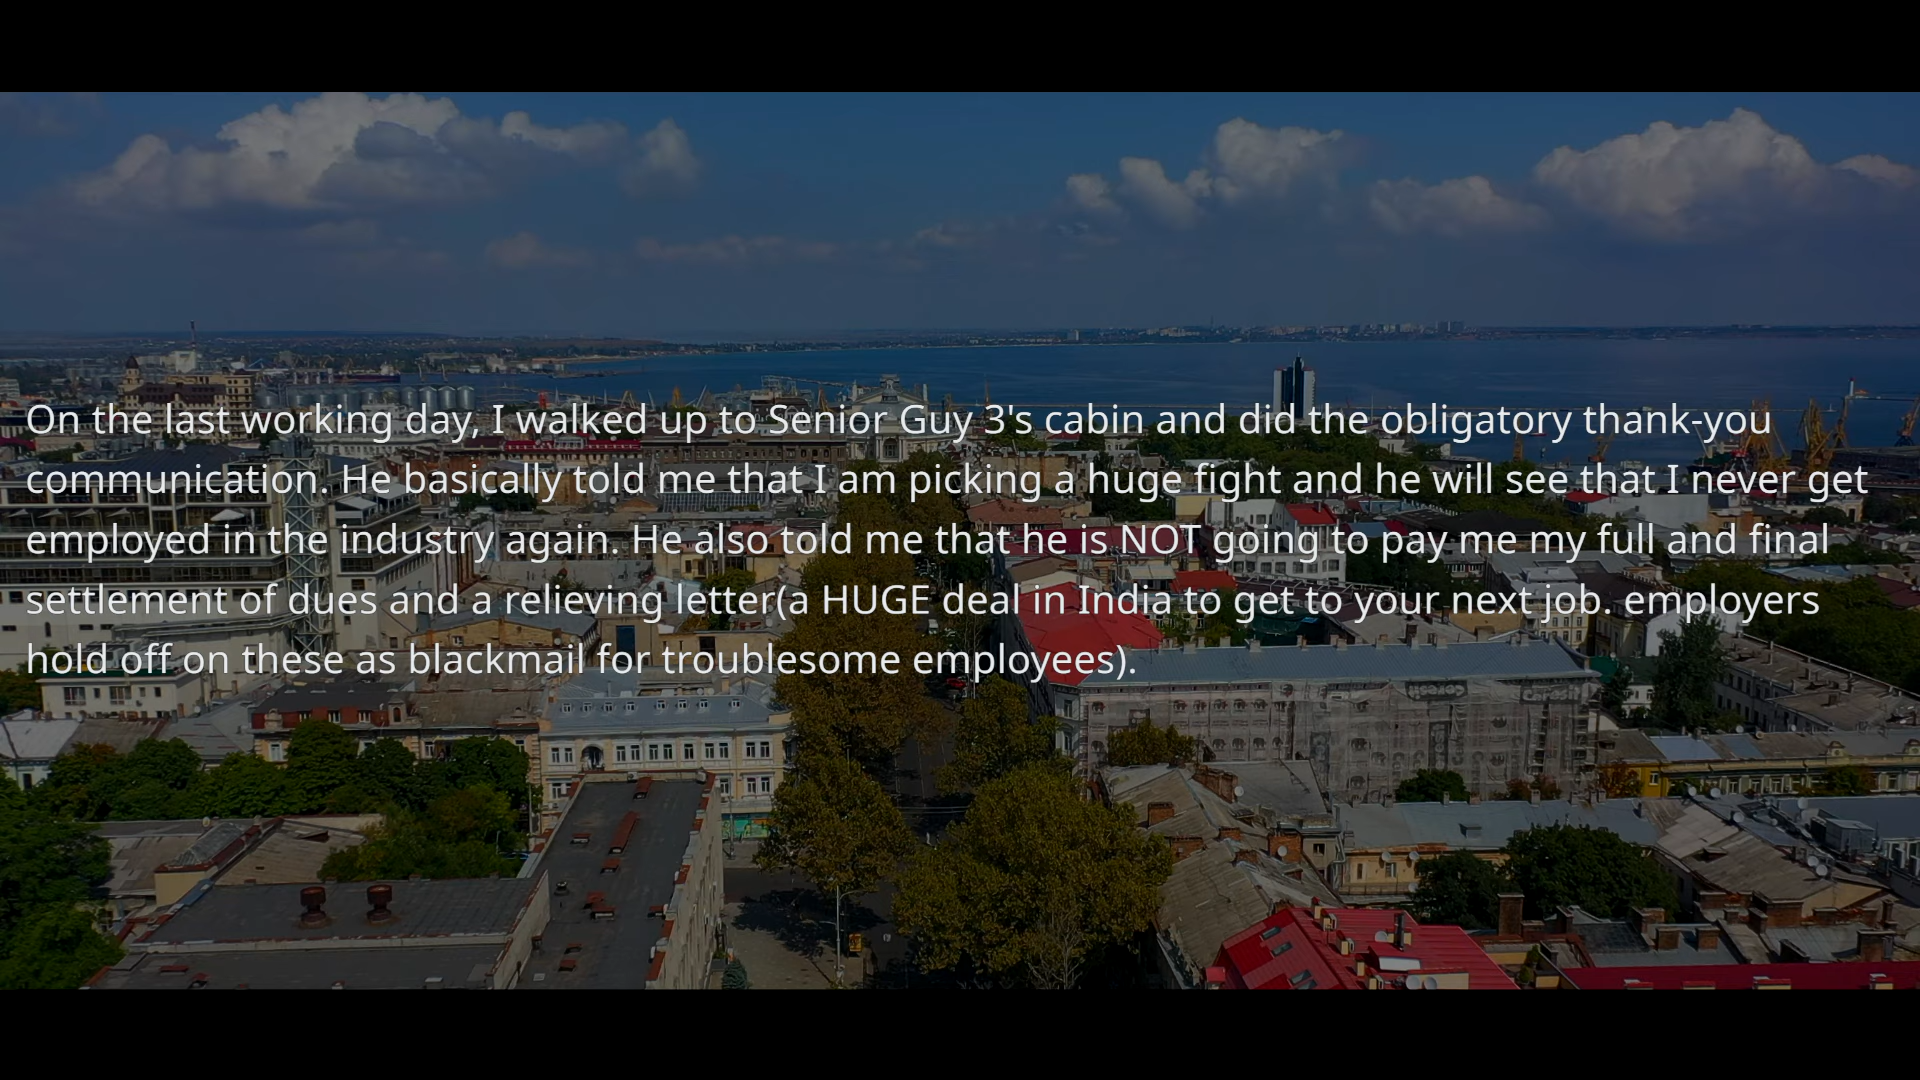 On the last working day, I walked up to Senior Guy 3's cabin and did the obligatory thank-you
communication. He basically told me that I am picking a huge fight and he will see that I never get
employed in the industry again. He also told me that he is NOT going to pay me my full and final
settlement of dues and a relieving letter(a HUGE deal in India to get to your next job. employers
hold off on these as blackmail for troublesome employees).